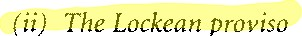 (ii) The Lockean proviso